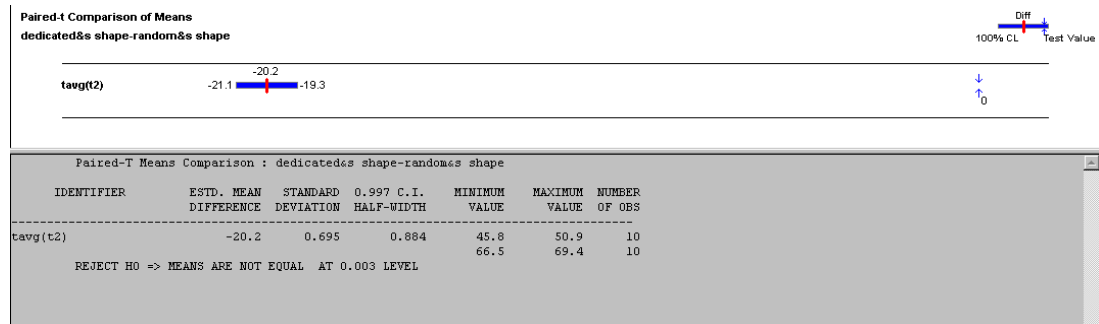 Paired-t Comparison of Means
dedicated&s shape-random&s shape
Diff
100% CL Test Value
-20.2
tavg(t2) -21.1 -19.3
0
Paired-T Means Comparison : dedicated&s shape-random&s shape
IDENTIFIER ESTD. MEAN STANDARD 0.997 C.I. MINIMUM MAXIMUM NUMBER
DIFFERENCE DEVIATION HALF-WIDTH VALUE VALUE OF OBS
tavg(t2) -20.2 0.695 0.884 45.8 50.9 10
66.5 69.4 10
REJECT H0 => MEANS ARE NOT EQUAL AT 0.003 LEVEL